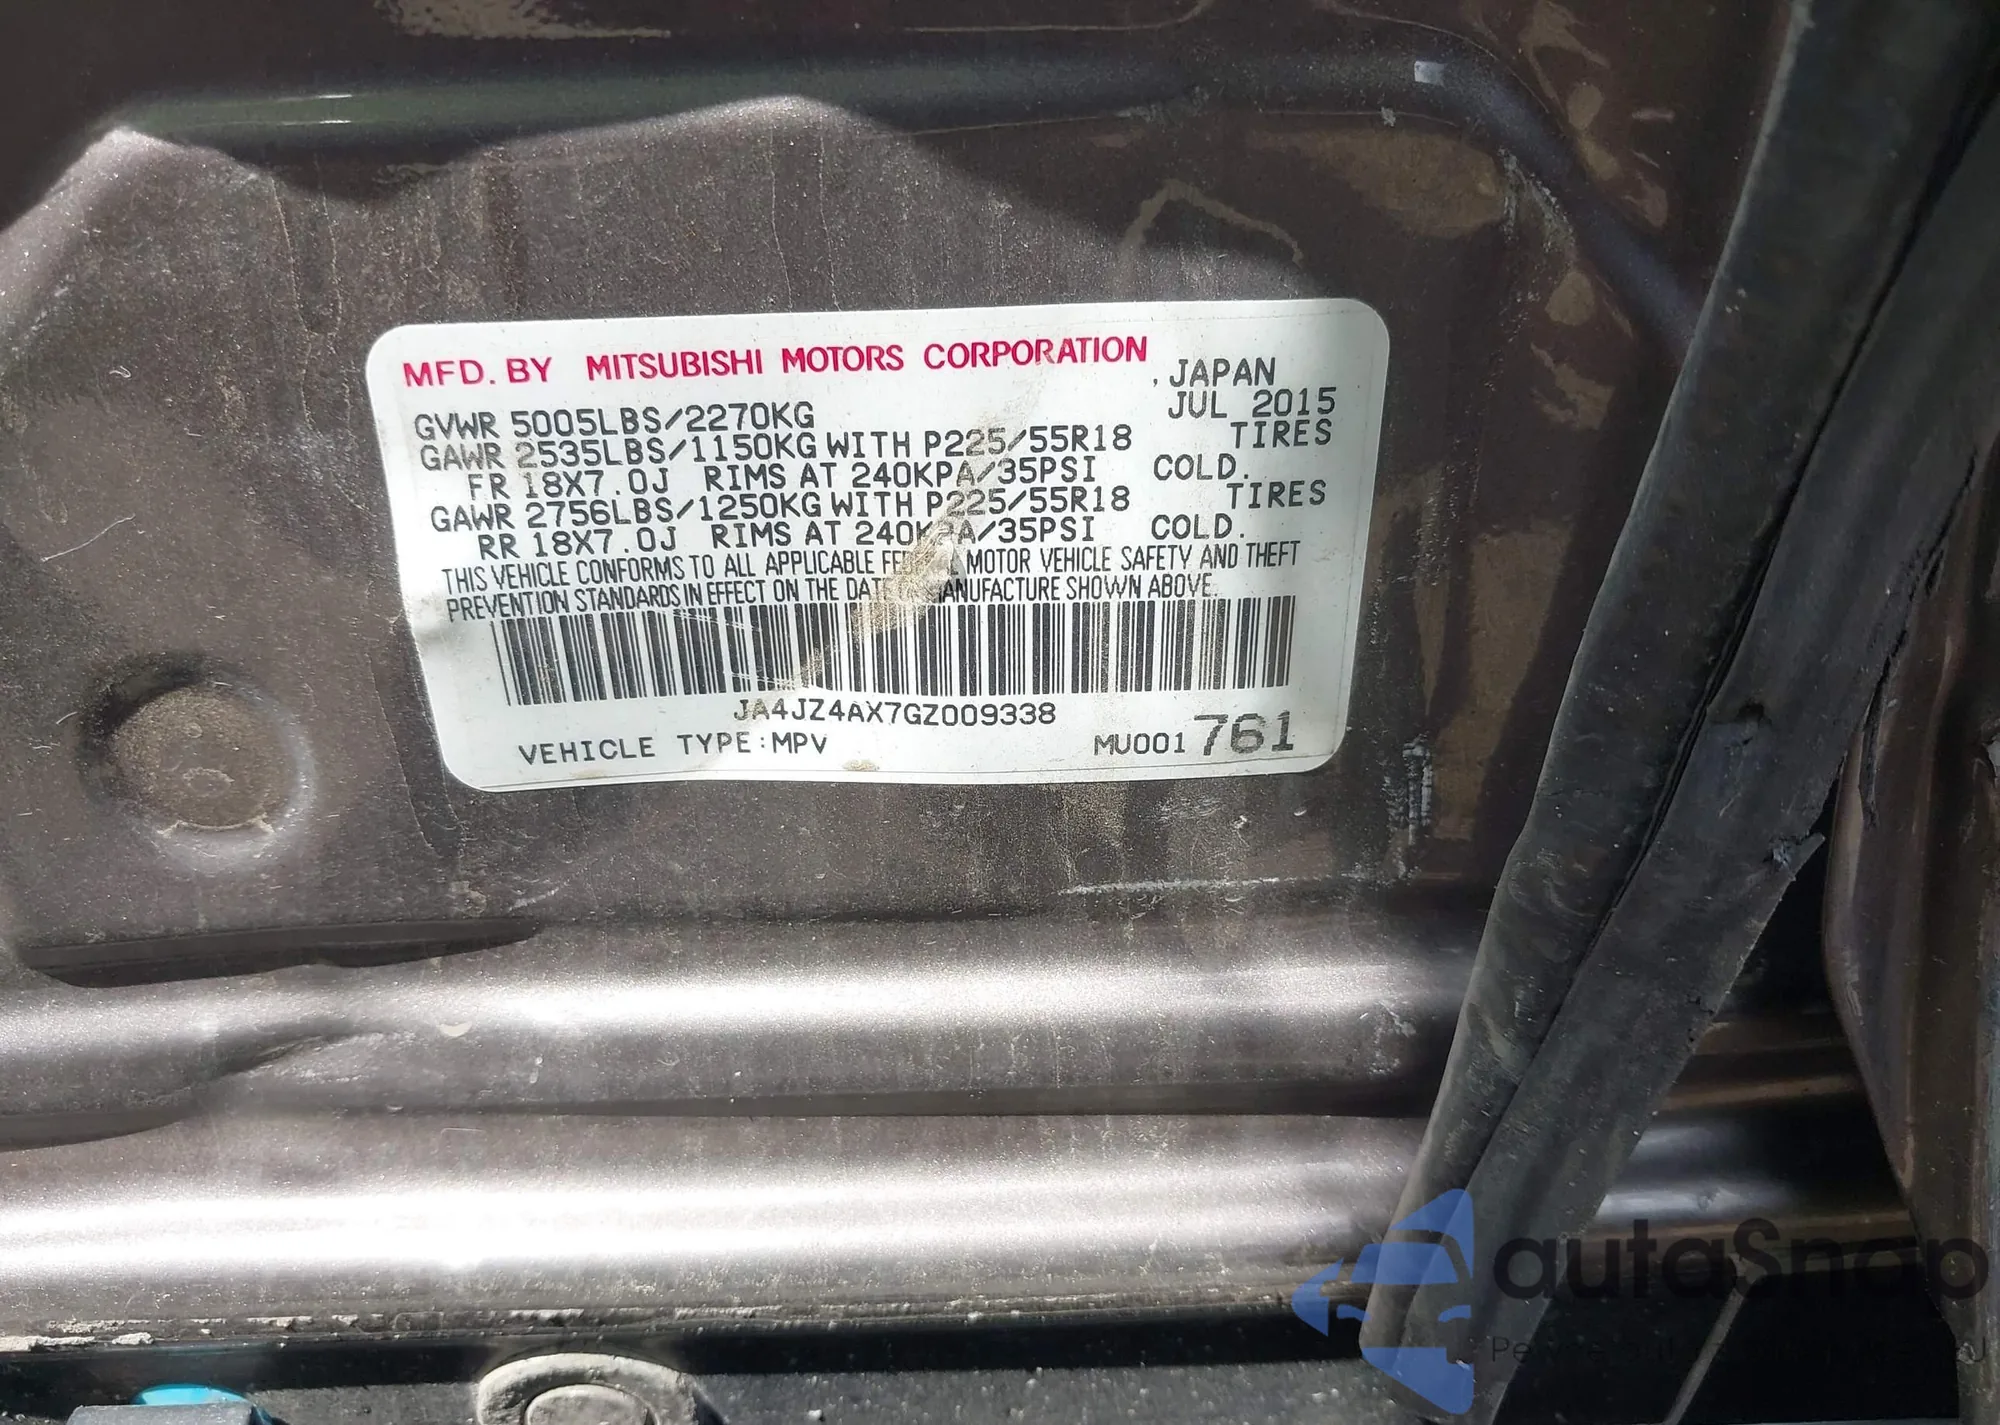 MFD. BY MITSUBISHI MOTORS CORPORATION
, JAPAN
JUL 2015
GVWR 5005LBS/2270KG
GAWR 2535LBS/1150KG WITH P225/55R18 TIRES
FR 18X7.0J RIMS AT 240KPA/35PSI COLD.
GAWR 2756LBS/1250KG WITH P225/55R18 TIRES
RR 18X7.0J RIMS AT 240KPA/35PSI COLD.
THIS VEHICLE CONFORMS TO ALL APPLICABLE MOTOR VEHICLE SAFETY AND THEFT
PREVENTION STANDARDS IN EFFECT ON THE MANUFACTURE SHOWN ABOVE.
JA4JZ4AX7GZ009338
VEHICLE TYPE:MPV
MU001 761
autaSnap